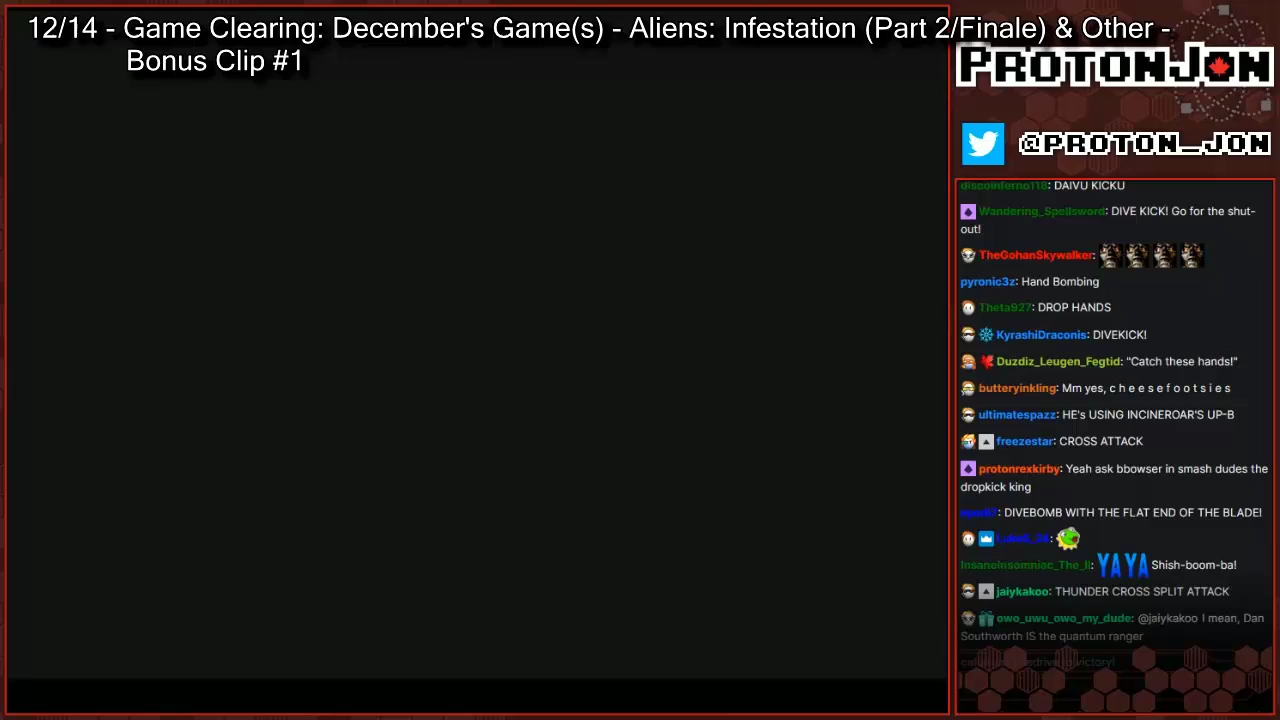 12/14 - Game Clearing: December's Game(s) - Aliens: Infestation (Part 2/Finale) & Other -
Bonus Clip #1
PROTONJON
@PROTON_JON
discoinferno118: DAIVU KICKU
Wandering_Spellsword: DIVE KICK! Go for the shut-
out!
TheGohanSkywalker:
pyronic3z: Hand Bombing
Theta927: DROP HANDS
KyrashiDraconis: DIVEKICK!
Duzdiz_Leugen_Fegtid: "Catch these hands!"
butteryinkling: Mm yes, c h e e s e f o o t s i e s
ultimatespazz: HE's USING INCINEROAR'S UP-B
freezestar: CROSS ATTACK
protonrexkirby: Yeah ask bbowser in smash dudes the
dropkick king
: DIVEBOMB WITH THE FLAT END OF THE BLADE!
InsaneInsomniac_The_II: YAYA Shish-boom-ba!
jaiykakoo: THUNDER CROSS SPLIT ATTACK
owo_uwu_owo_my_dude: @jaiykakoo I mean, Dan
Southworth IS the quantum ranger
victory!